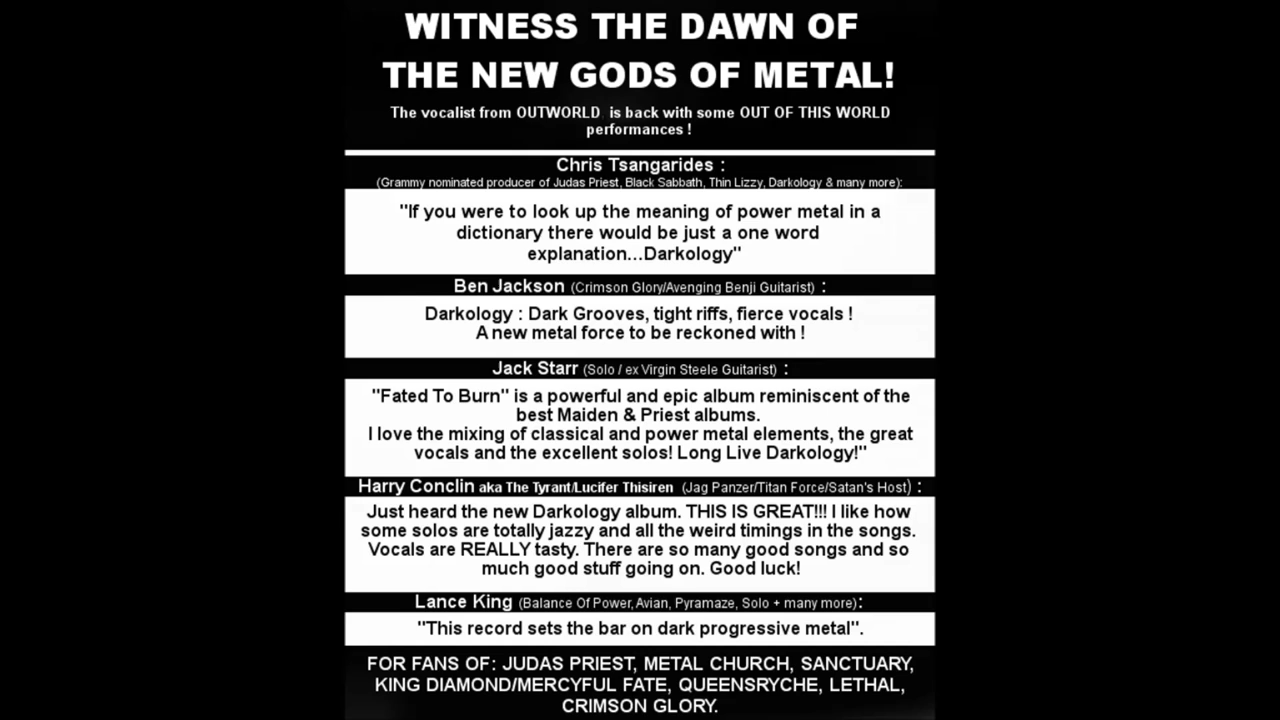 WITNESS THE DAWN OF
THE NEW GODS OF METAL!
The vocalist from OUTWORLD is back with some OUT OF THIS WORLD
performances !
Chris Tsangarides :
(Grammy nominated producer of Judas Priest, Black Sabbath, Thin Lizzy, Darkology & many more):
"If you were to look up the meaning of power metal in a
dictionary there would be just a one word
explanation...Darkology"
Ben Jackson (Crimson Glory/Avenging Benji Guitarist) :
Darkology : Dark Grooves, tight riffs, fierce vocals !
A new metal force to be reckoned with !
Jack Starr (Solo / ex Virgin Steele Guitarist) :
"Fated To Burn" is a powerful and epic album reminiscent of the
best Maiden & Priest albums.
I love the mixing of classical and power metal elements, the great
vocals and the excellent solos! Long Live Darkology!"
Harry Conclin aka The Tyrant/Lucifer Thisiren (Jag Panzer/Titan Force/Satan's Host) :
Just heard the new Darkology album. THIS IS GREAT!!! I like how
some solos are totally jazzy and all the weird timings in the songs.
Vocals are REALLY tasty. There are so many good songs and so
much good stuff going on. Good luck!
Lance King (Balance Of Power, Avian, Pyramaze, Solo + many more):
"This record sets the bar on dark progressive metal".
FOR FANS OF: JUDAS PRIEST, METAL CHURCH, SANCTUARY,
KING DIAMOND/MERCYFUL FATE, QUEENSRYCHE, LETHAL,
CRIMSON GLORY.